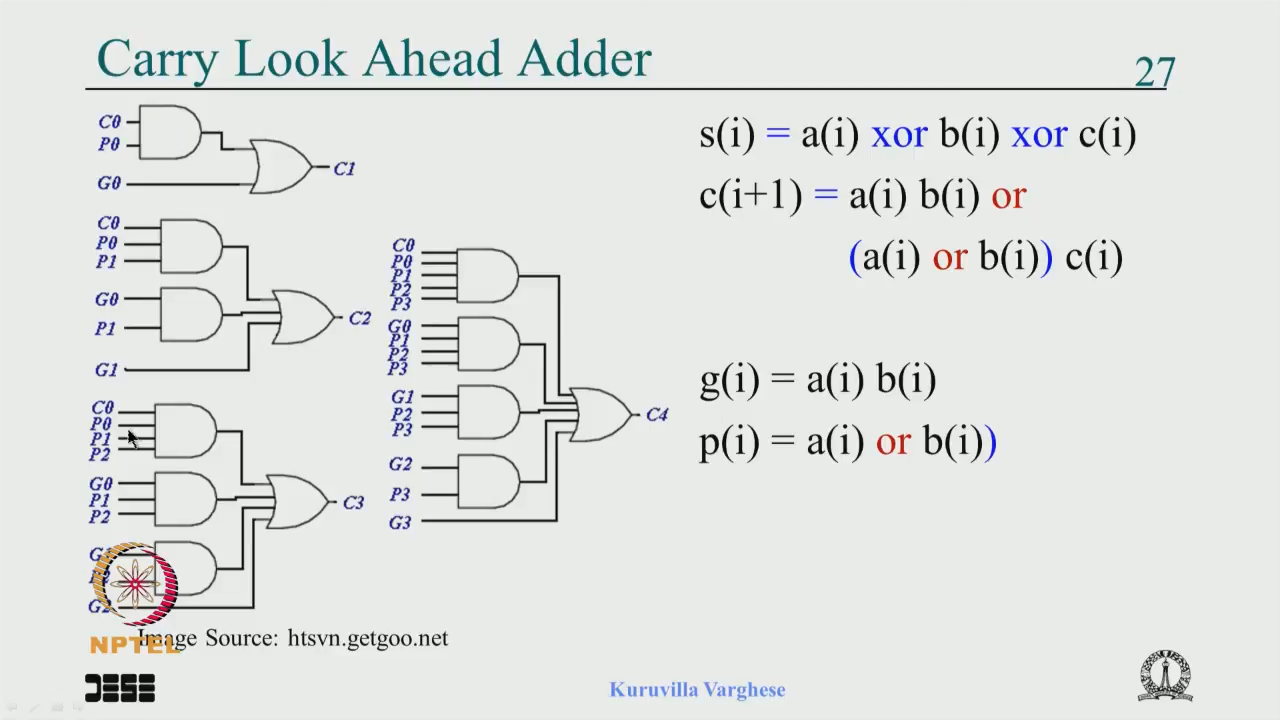 Carry Look Ahead Adder
27
C0
P0
G0
C1
C0
P0
P1
G0
P1
G1
C2
C0
P0
P1
P2
G0
P1
P2
G2
C3
C0
P0
P1
P2
P3
G0
P1
P2
P3
G1
P2
P3
G2
P3
G3
C4
s(i) = a(i) xor b(i) xor c(i)
c(i+1) = a(i) b(i) or
(a(i) or b(i)) c(i)
g(i) = a(i) b(i)
p(i) = a(i) or b(i))
Image Source: htsvn.getgoo.net
NPTEL
Kuruvilla Varghese